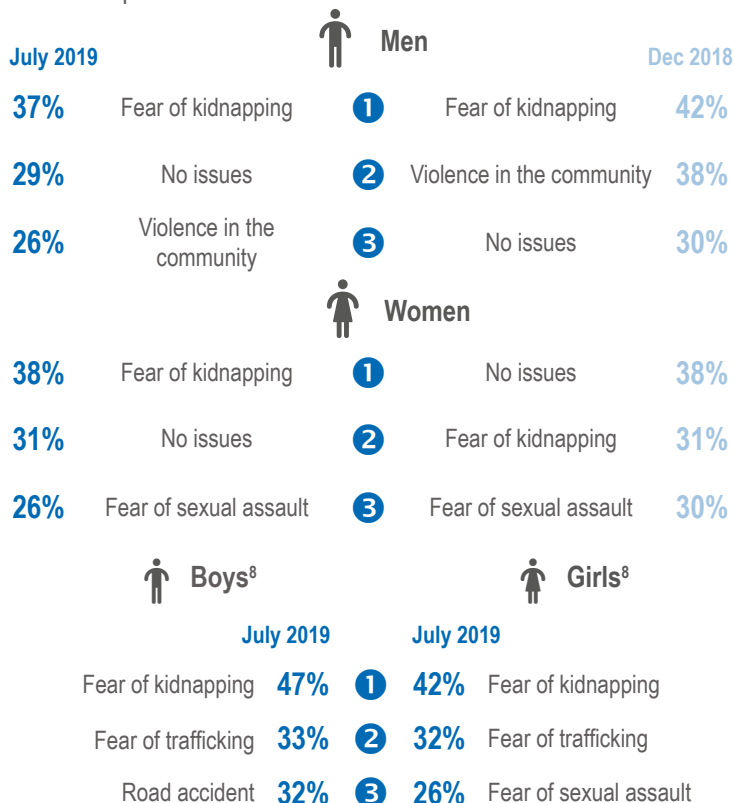 Men
July 2019 Dec 2018
37% Fear of kidnapping 1 Fear of kidnapping 42%
29% No issues 2 Violence in the community 38%
26% Violence in the community 3 No issues 30%
Women
38% Fear of kidnapping 1 No issues 38%
31% No issues 2 Fear of kidnapping 31%
26% Fear of sexual assault 3 Fear of sexual assault 30%
Boys8 Girls8
July 2019 July 2019
Fear of kidnapping 47% 1 42% Fear of kidnapping
Fear of trafficking 33% 2 32% Fear of trafficking
Road accident 32% 3 26% Fear of sexual assault